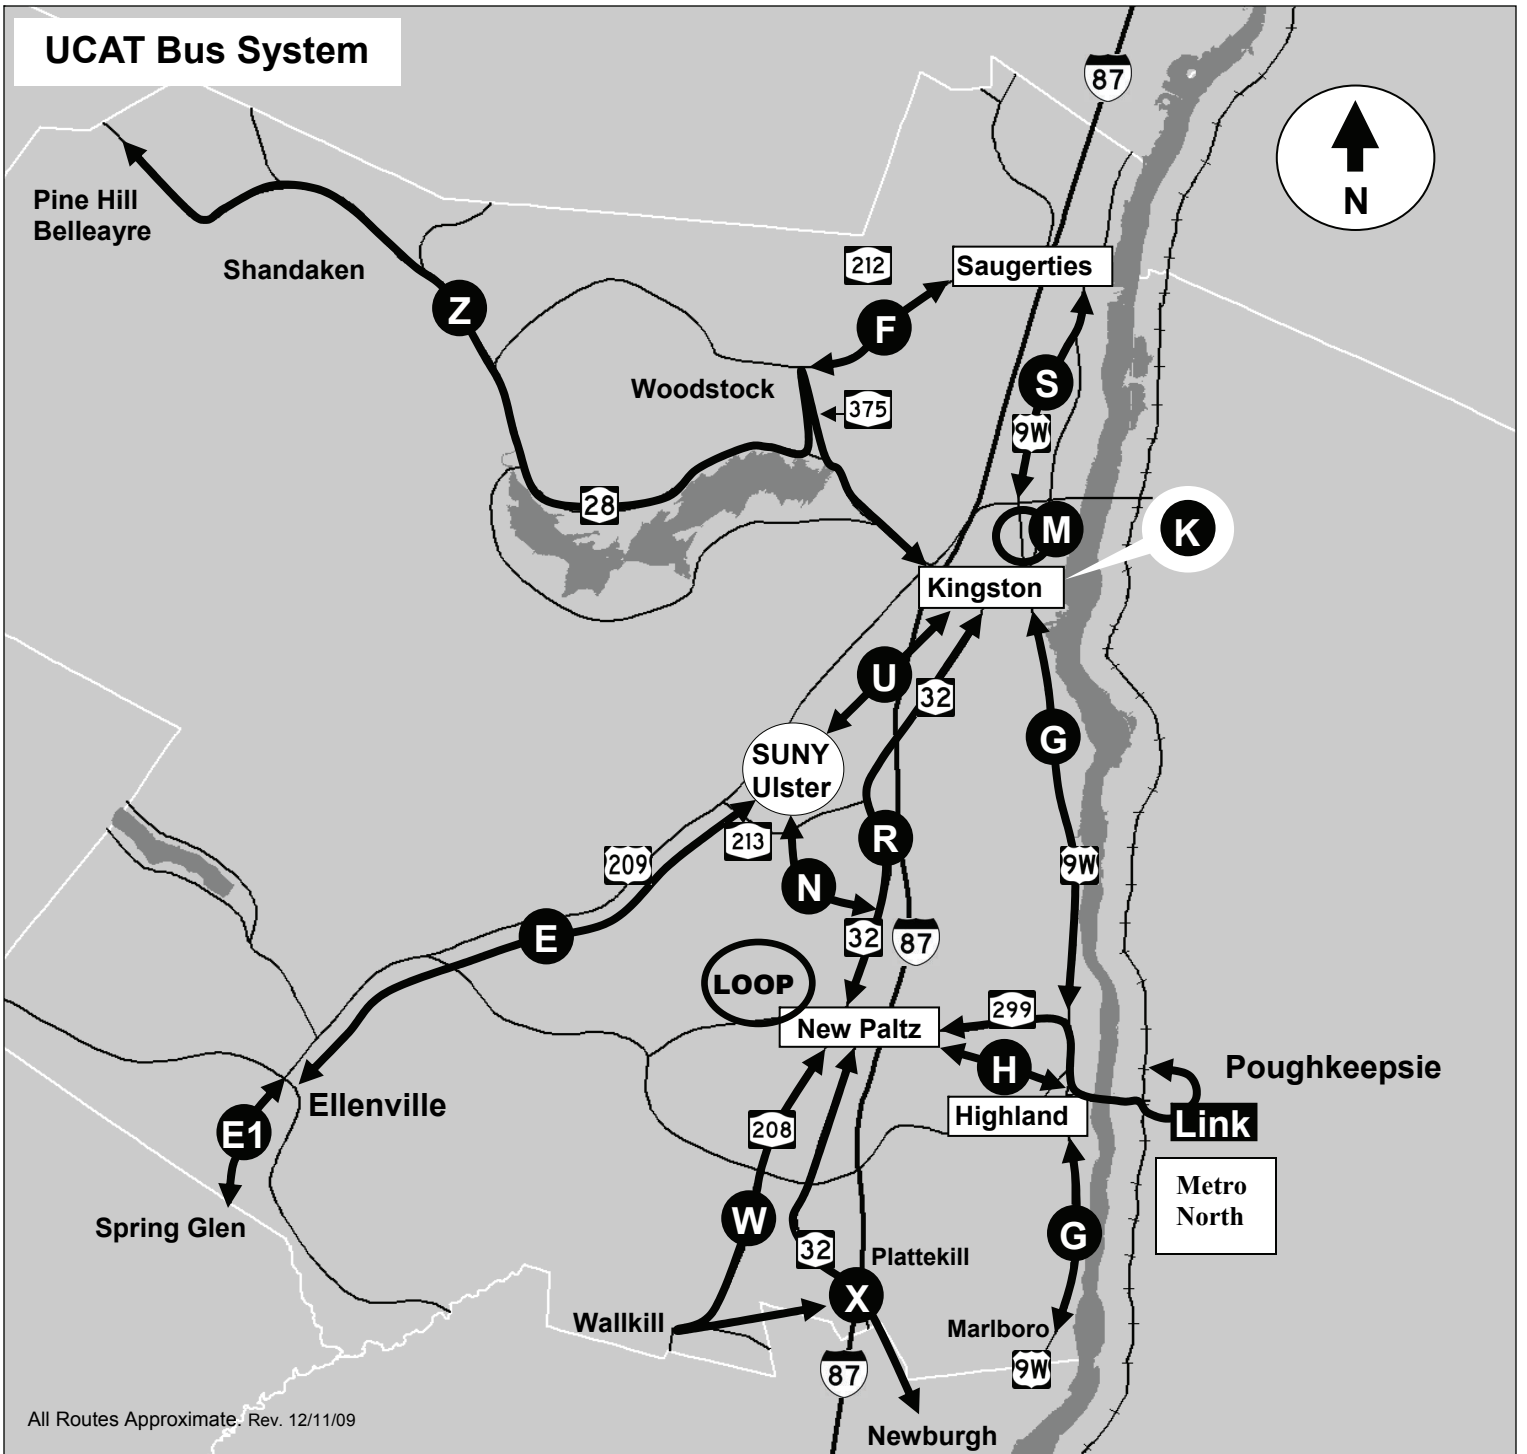 UCAT Bus System
87
N
Pine Hill
Belleayre
Shandaken
212
Saugerties
Z
F
Woodstock
375
S
9W
28
M
K
Kingston
U
32
G
SUNY
Ulster
213
R
209
9W
N
E
32
87
LOOP
299
New Paltz
H
Poughkeepsie
Ellenville
Highland
Link
E1
208
Metro
North
Spring Glen
W
G
32
Plattekill
X
Wallkill
Marlboro
87
9W
All Routes Approximate. Rev. 12/11/09
Newburgh